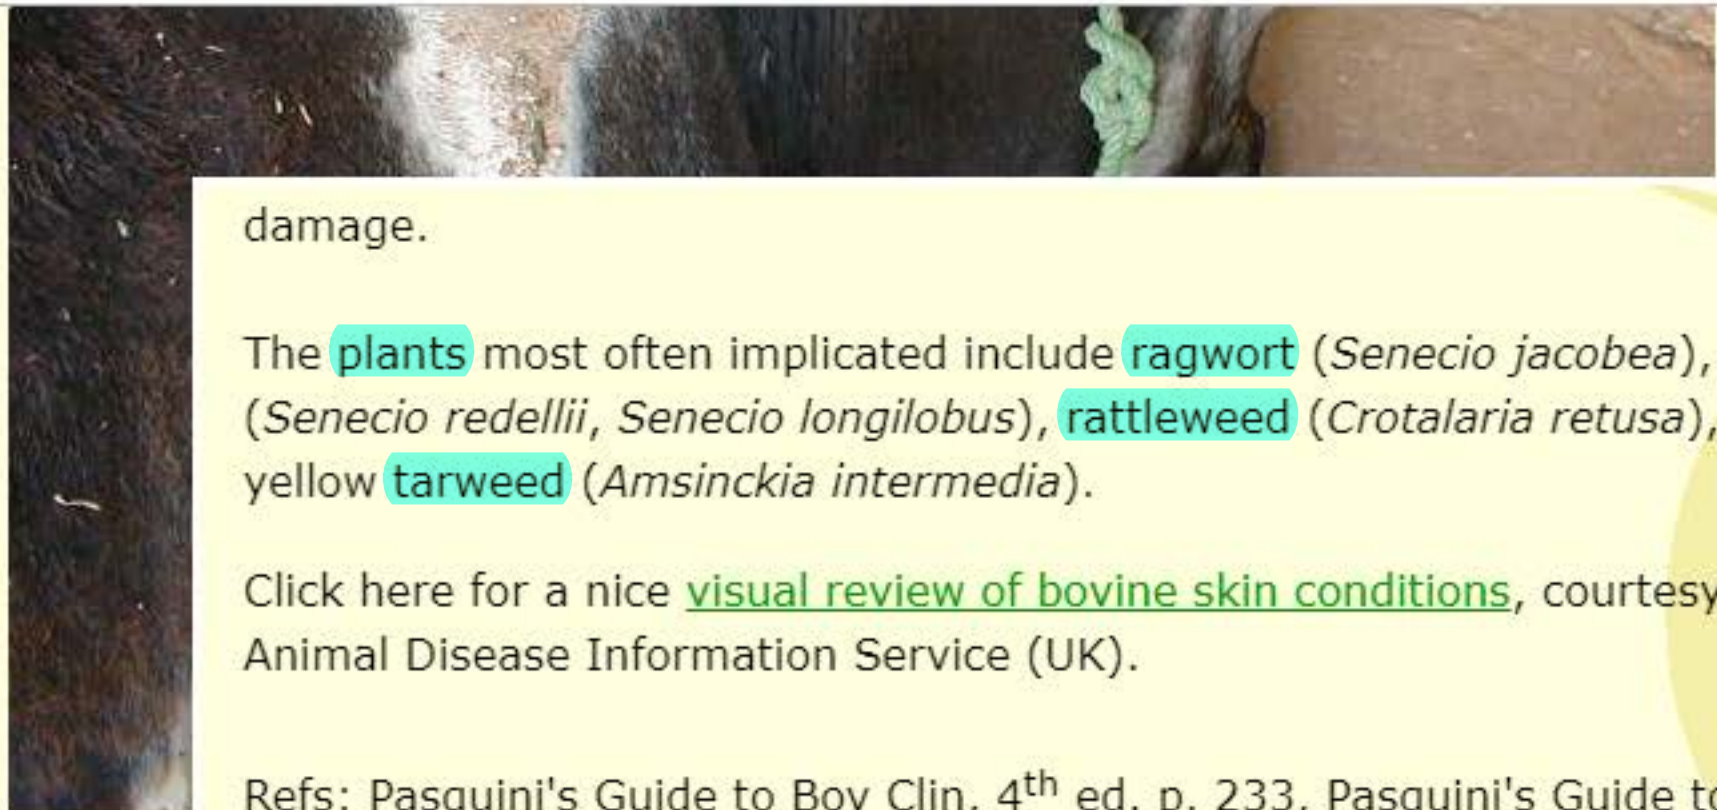 damage.
The plants most often implicated include ragwort (Senecio jacobea),
(Senecio redellii, Senecio longilobus), rattleweed (Crotalaria retusa),
yellow tarweed (Amsinckia intermedia).
Click here for a nice visual review of bovine skin conditions, courtesy
Animal Disease Information Service (UK).
Refs: Pasquini's Guide to Bov Clin, 4th ed. p. 233, Pasquini's Guide to